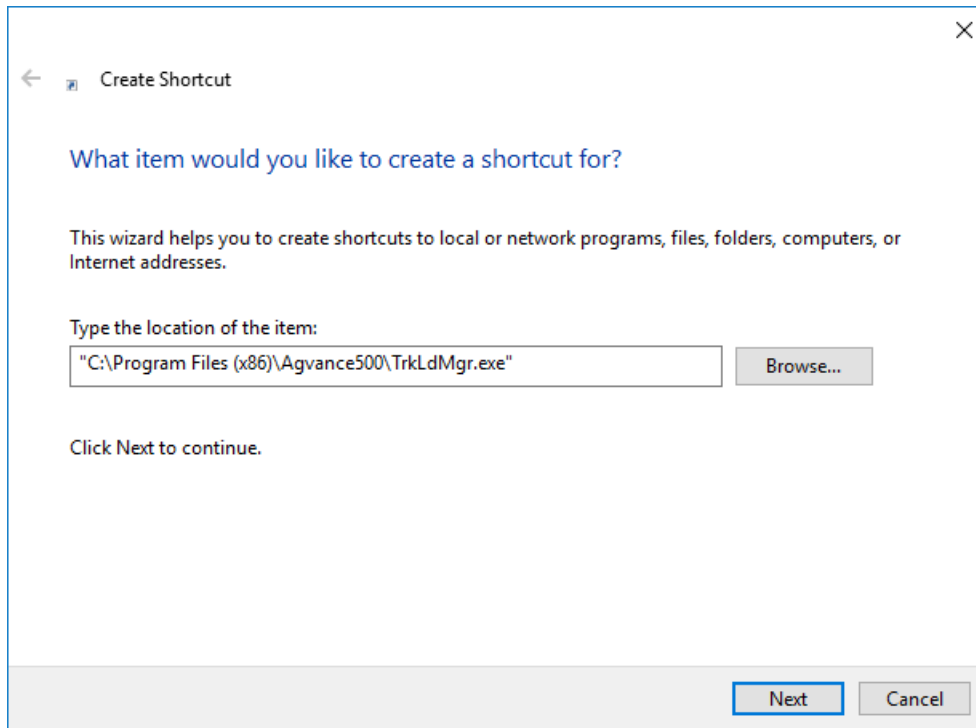 Create Shortcut
What item would you like to create a shortcut for?
This wizard helps you to create shortcuts to local or network programs, files, folders, computers, or
Internet addresses.
Type the location of the item:
"C:\Program Files (x86)\Agvance500\TrkLdMgr.exe"
Browse...
Click Next to continue.
Next
Cancel